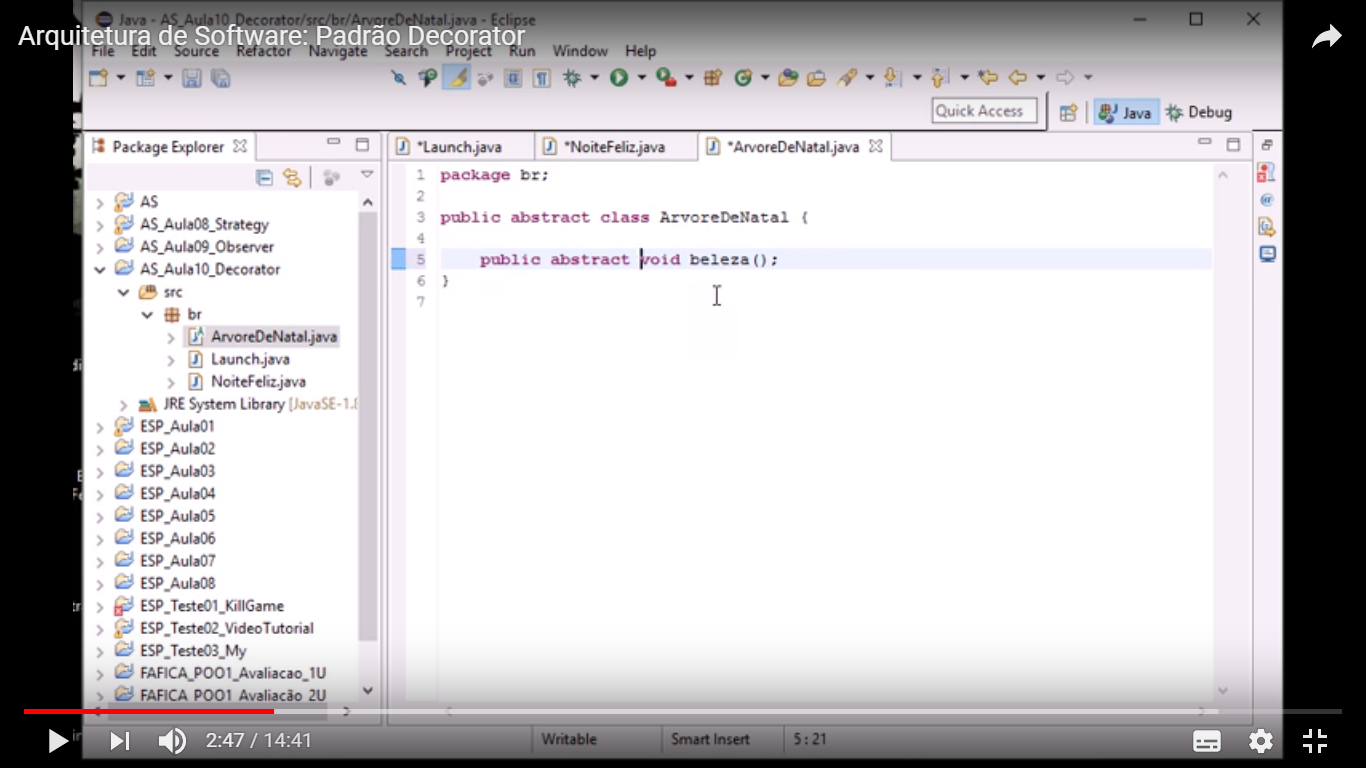 Java - AS_Aula10_Decorator/src/br/ArvoreDeNatal.java - Eclipse
Arquitetura de Software: Padrão Decorator
File Edit Source Refactor Navigate Search Project Run Window Help
Quick Access
Java
Debug
Package Explorer
*Launch.java
*NoiteFeliz.java
*ArvoreDeNatal.java
AS
AS_Aula08_Strategy
AS_Aula09_Observer
AS_Aula10_Decorator
src
br
ArvoreDeNatal.java
Launch.java
NoiteFeliz.java
JRE System Library [JavaSE-1.8
ESP_Aula01
ESP_Aula02
ESP_Aula03
ESP_Aula04
ESP_Aula05
ESP_Aula06
ESP_Aula07
ESP_Aula08
ESP_Teste01_KillGame
ESP_Teste02_VideoTutorial
ESP_Teste03_My
FAFICA_POO1_Avaliacao_1U
FAFICA_POO1_Avaliacão_2U
1 package br;
2
3 public abstract class ArvoreDeNatal {
4
5 public abstract void beleza();
6 }
7
2:47 / 14:41
Writable
Smart Insert
5 : 21